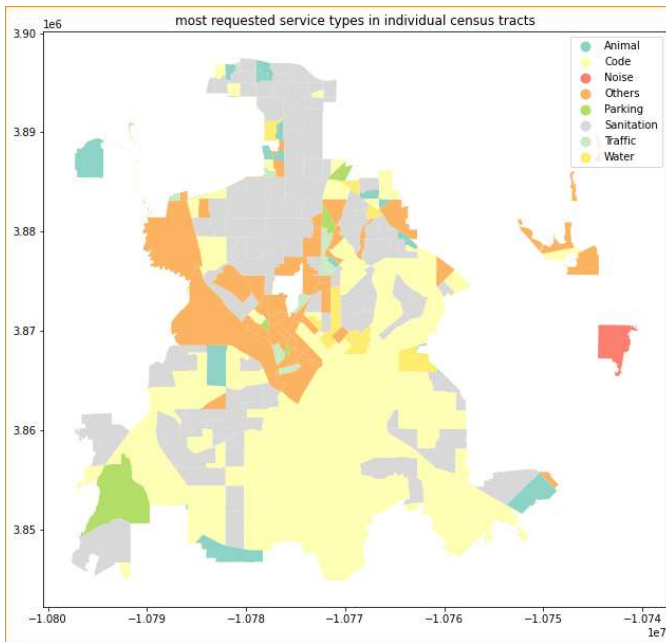 most requested service types in individual census tracts
1e6
3.90
3.89
3.88
3.87
3.86
3.85
Animal
Code
Noise
Others
Parking
Sanitation
Traffic
Water
−1.080 −1.079 −1.078 −1.077 −1.076 −1.075 −1.074
1e7